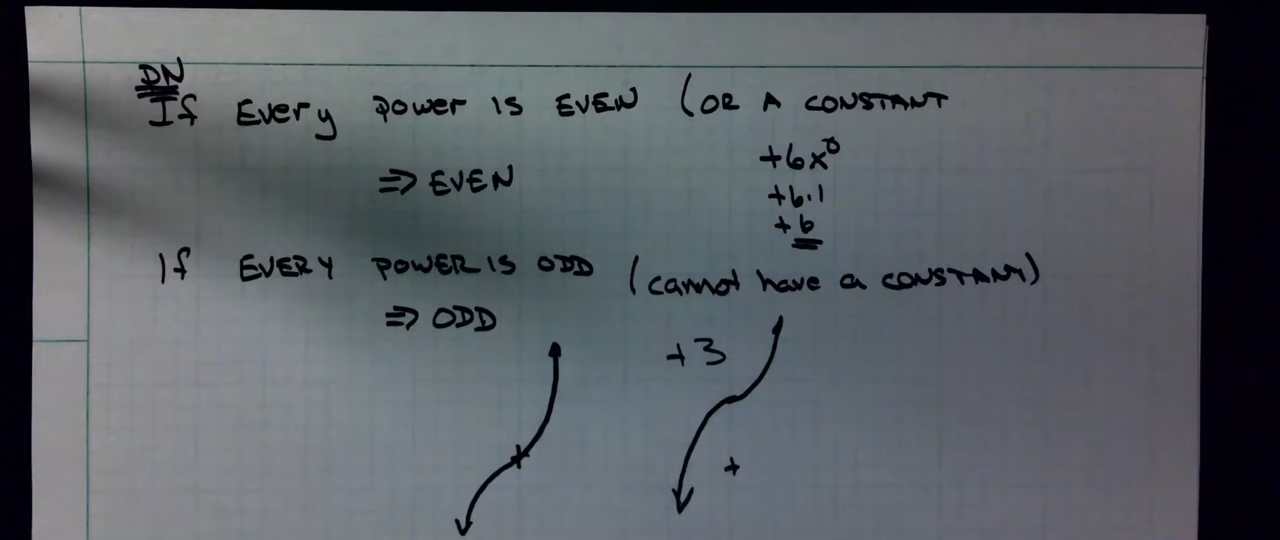 DN
If Every power is EVEN (OR A CONSTANT
+6x⁰
⇒ EVEN
+6·1
+6
If EVERY POWER IS ODD (cannot have a CONSTANT)
⇒ ODD
+3